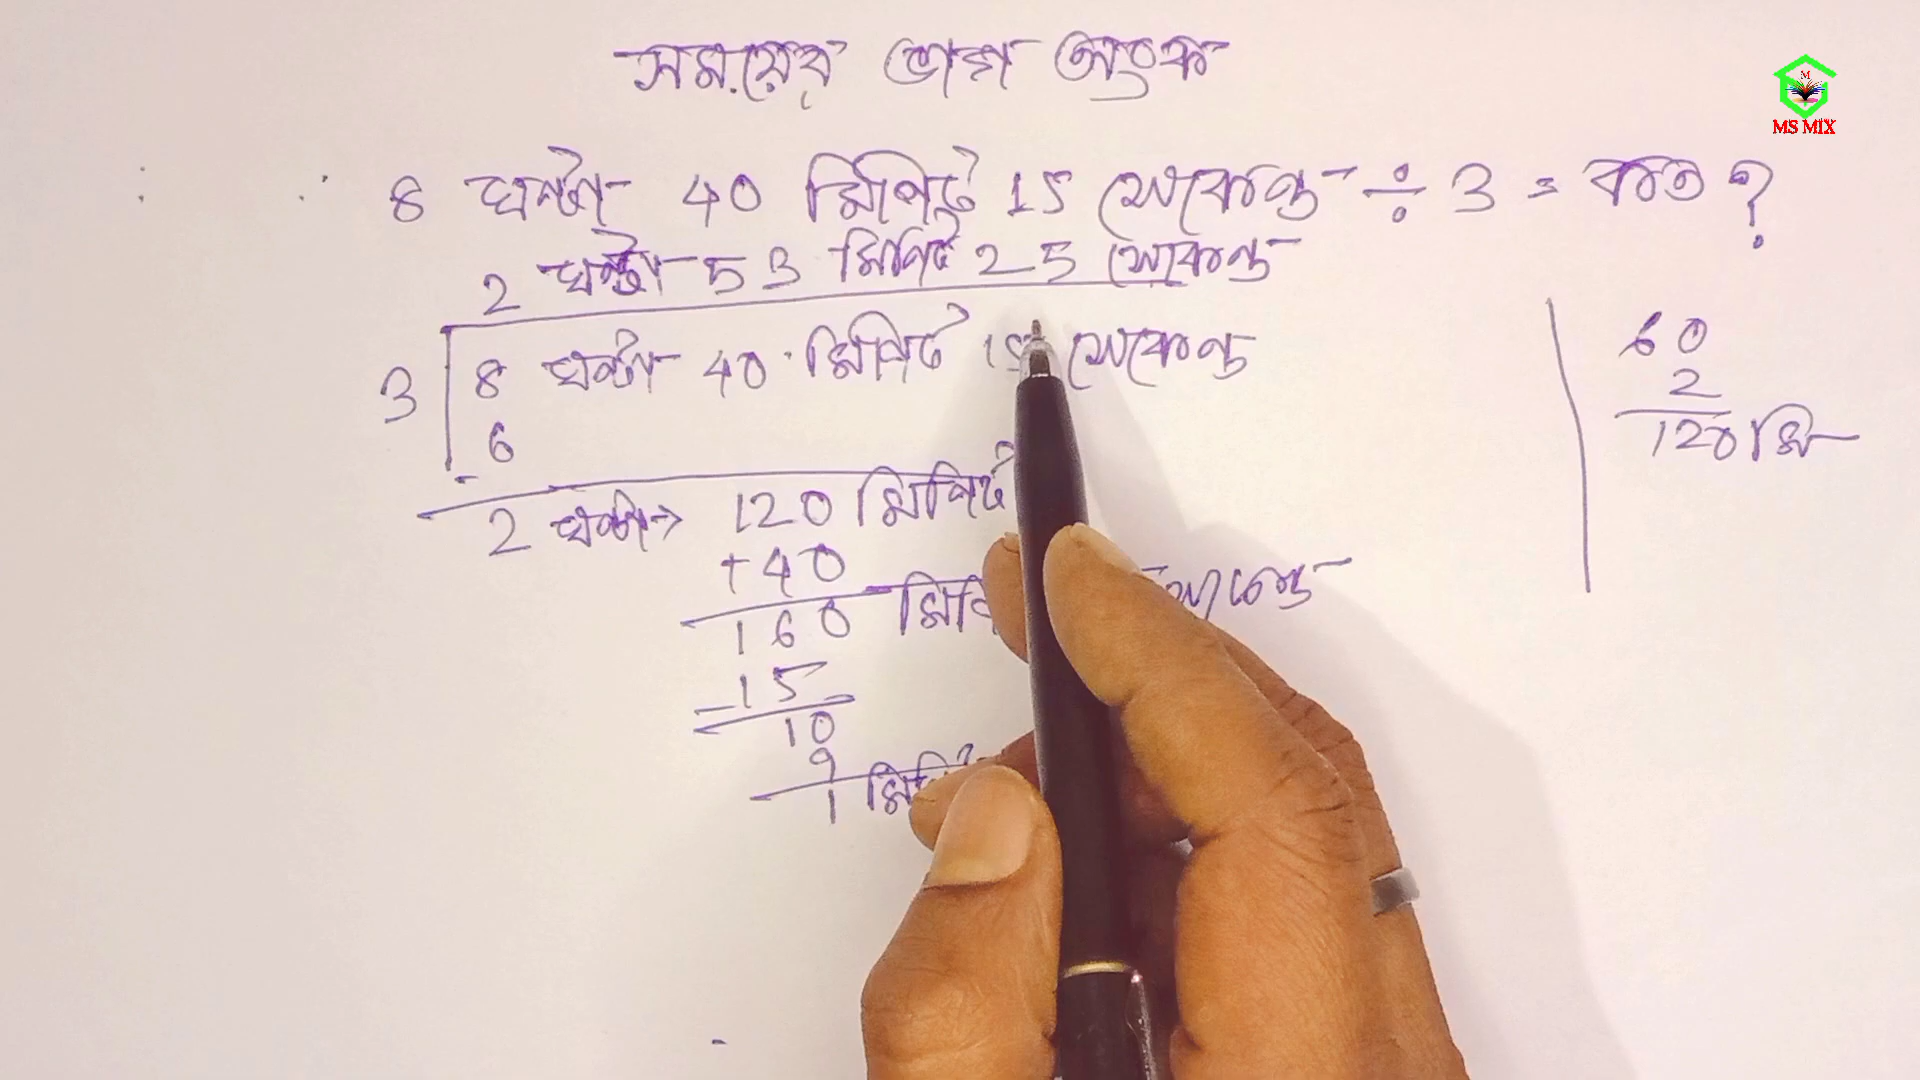 সময়ের ভাগ অংক
M
MS MIX
8 ঘন্টা 40 মিনিট 15 সেকেন্ড ÷ 3 = কত ?
2 ঘন্টা 53 মিনিট 25 সেকেন্ড
3 8 ঘন্টা 40 মিনিট 15 সেকেন্ড
6
2 ঘন্টা → 120 মিনিট
+ 40
160
- 15
10
9
1
60
2
120 মি